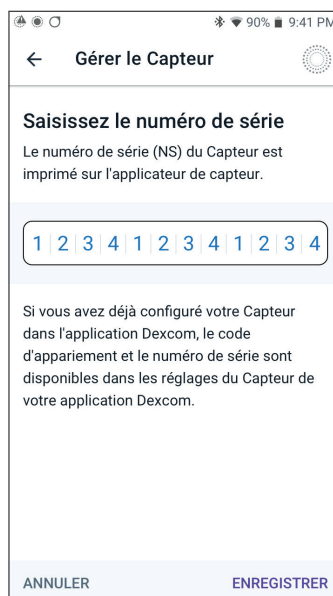 90% 9:41 PM
Gérer le Capteur
Saisissez le numéro de série
Le numéro de série (NS) du Capteur est
imprimé sur l'applicateur de capteur.
1 2 3 4 1 2 3 4 1 2 3 4
Si vous avez déjà configuré votre Capteur
dans l'application Dexcom, le code
d'appariement et le numéro de série sont
disponibles dans les réglages du Capteur de
votre application Dexcom.
ANNULER ENREGISTRER